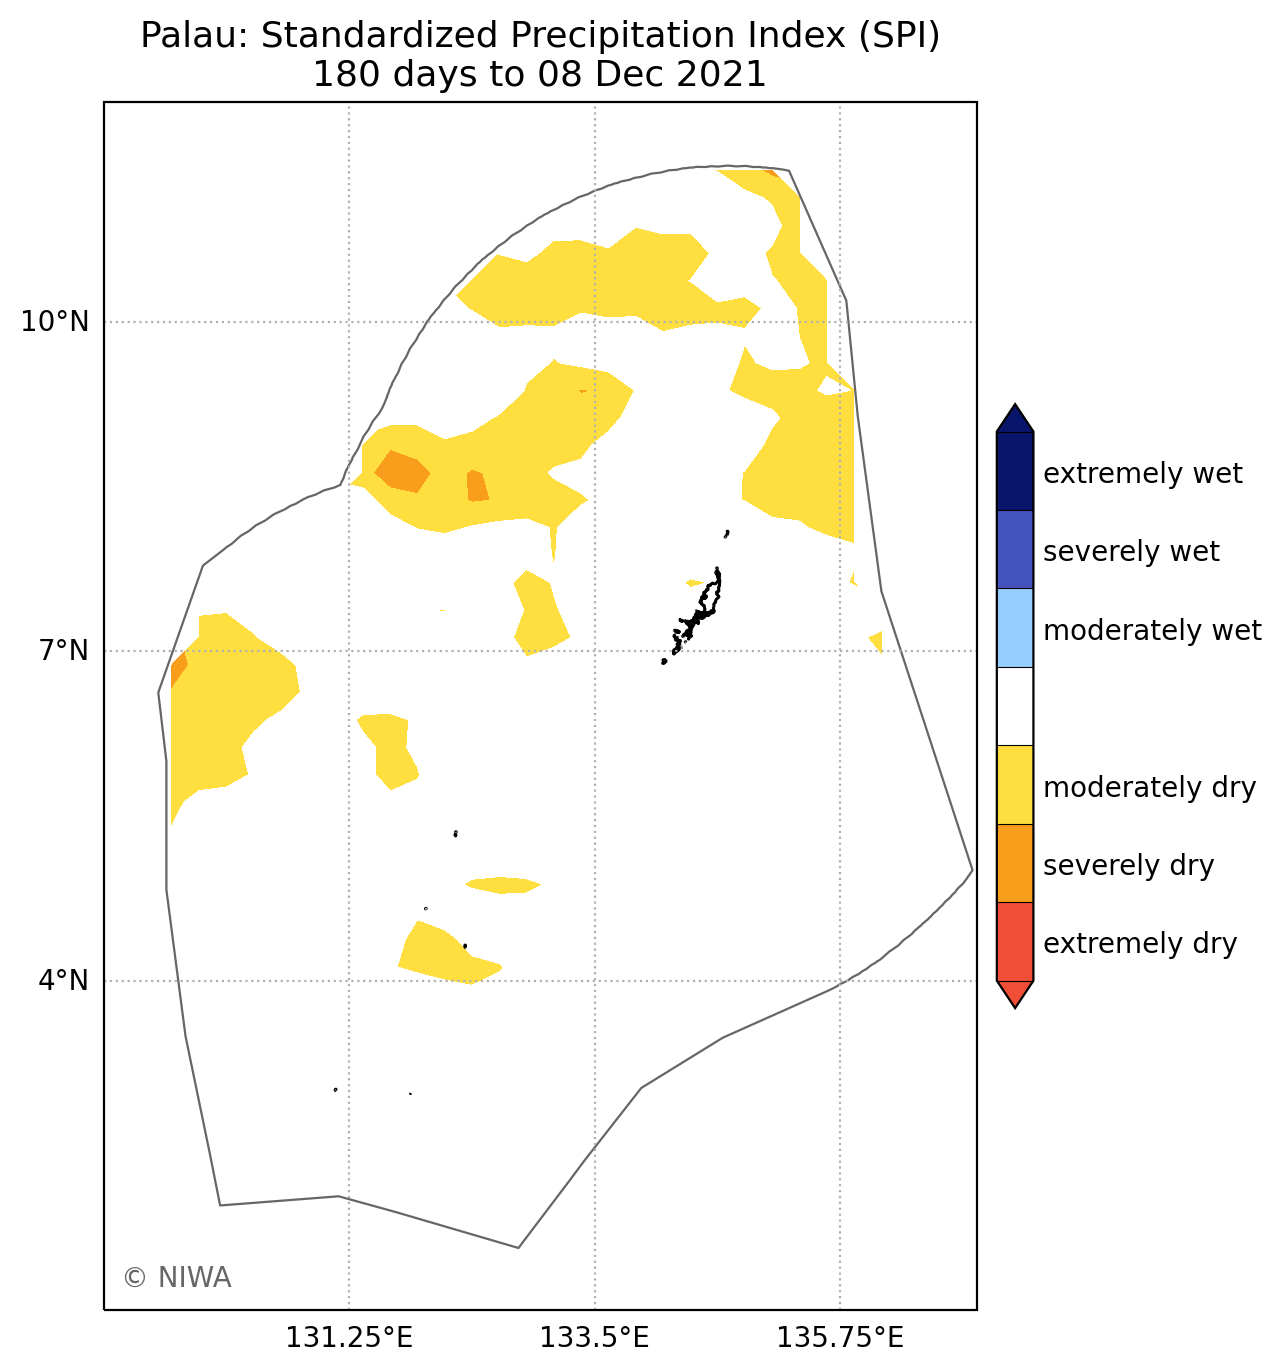 Palau: Standardized Precipitation Index (SPI)
180 days to 08 Dec 2021
10°N
7°N
4°N
131.25°E
133.5°E
135.75°E
extremely wet
severely wet
moderately wet
moderately dry
severely dry
extremely dry
© NIWA